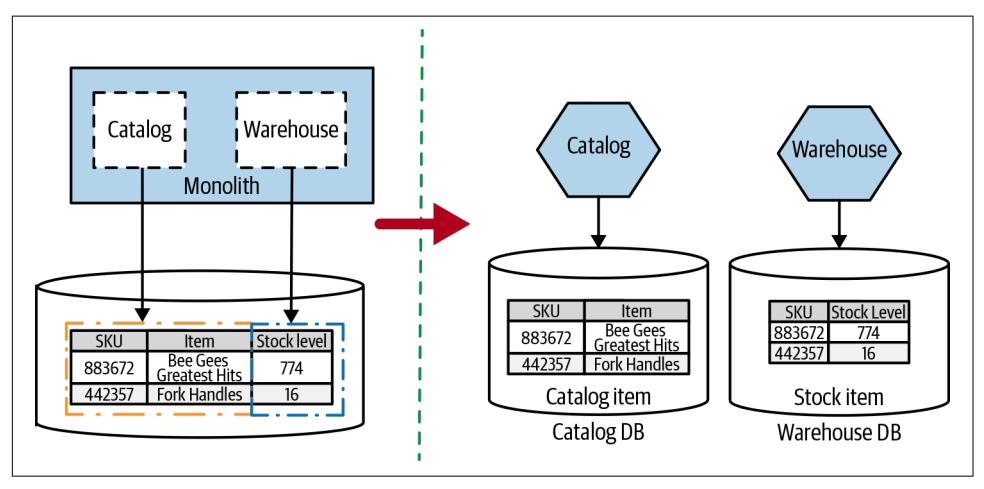 Catalog
Warehouse
Monolith
SKU Item Stock level
883672 Bee Gees Greatest Hits 774
442357 Fork Handles 16
Catalog
Warehouse
SKU Item
883672 Bee Gees Greatest Hits
442357 Fork Handles
Catalog item
Catalog DB
SKU Stock Level
883672 774
442357 16
Stock item
Warehouse DB